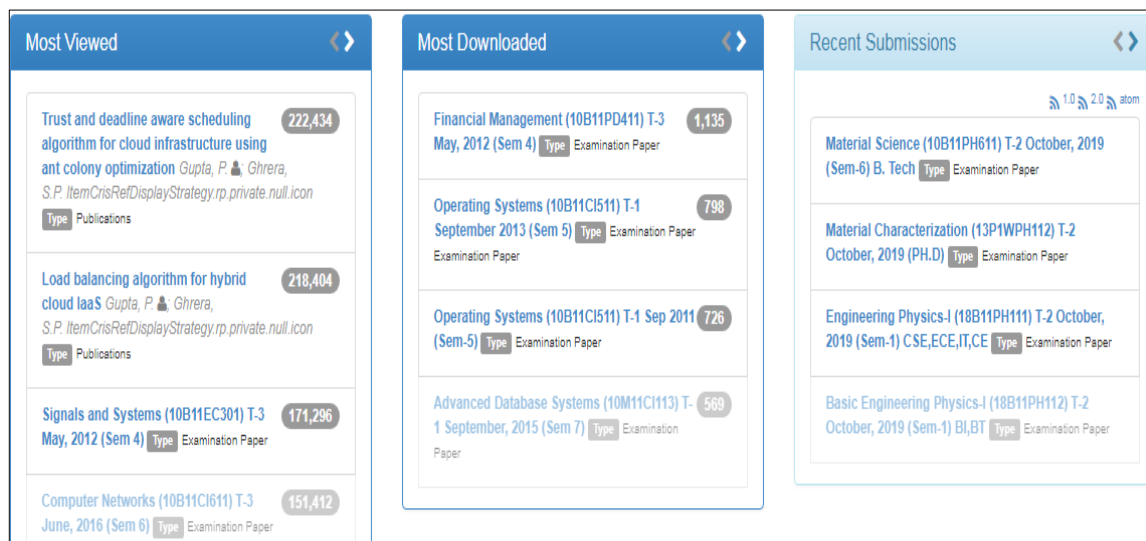 Most Viewed
Trust and deadline aware scheduling 222,434
algorithm for cloud infrastructure using
ant colony optimization Gupta, P. ; Ghrera,
S.P. ItemCrisRefDisplayStrategy.rp.private.null.icon
Type Publications
Load balancing algorithm for hybrid 218,404
cloud IaaS Gupta, P. ; Ghrera,
S.P. ItemCrisRefDisplayStrategy.rp.private.null.icon
Type Publications
Signals and Systems (10B11EC301) T-3 171,296
May, 2012 (Sem 4) Type Examination Paper
Computer Networks (10B11CI611) T-3 151,412
June, 2016 (Sem 6) Type Examination Paper
Most Downloaded
Financial Management (10B11PD411) T-3 1,135
May, 2012 (Sem 4) Type Examination Paper
Operating Systems (10B11CI511) T-1 798
September 2013 (Sem 5) Type Examination Paper
Examination Paper
Operating Systems (10B11CI511) T-1 Sep 2011 726
(Sem-5) Type Examination Paper
Advanced Database Systems (10M11CI113) T- 569
1 September, 2015 (Sem 7) Type Examination
Paper
Recent Submissions
1.0 2.0 atom
Material Science (10B11PH611) T-2 October, 2019
(Sem-6) B. Tech Type Examination Paper
Material Characterization (13P1WPH112) T-2
October, 2019 (PH.D) Type Examination Paper
Engineering Physics-I (18B11PH111) T-2 October,
2019 (Sem-1) CSE,ECE,IT,CE Type Examination Paper
Basic Engineering Physics-I (18B11PH112) T-2
October, 2019 (Sem-1) BI,BT Type Examination Paper